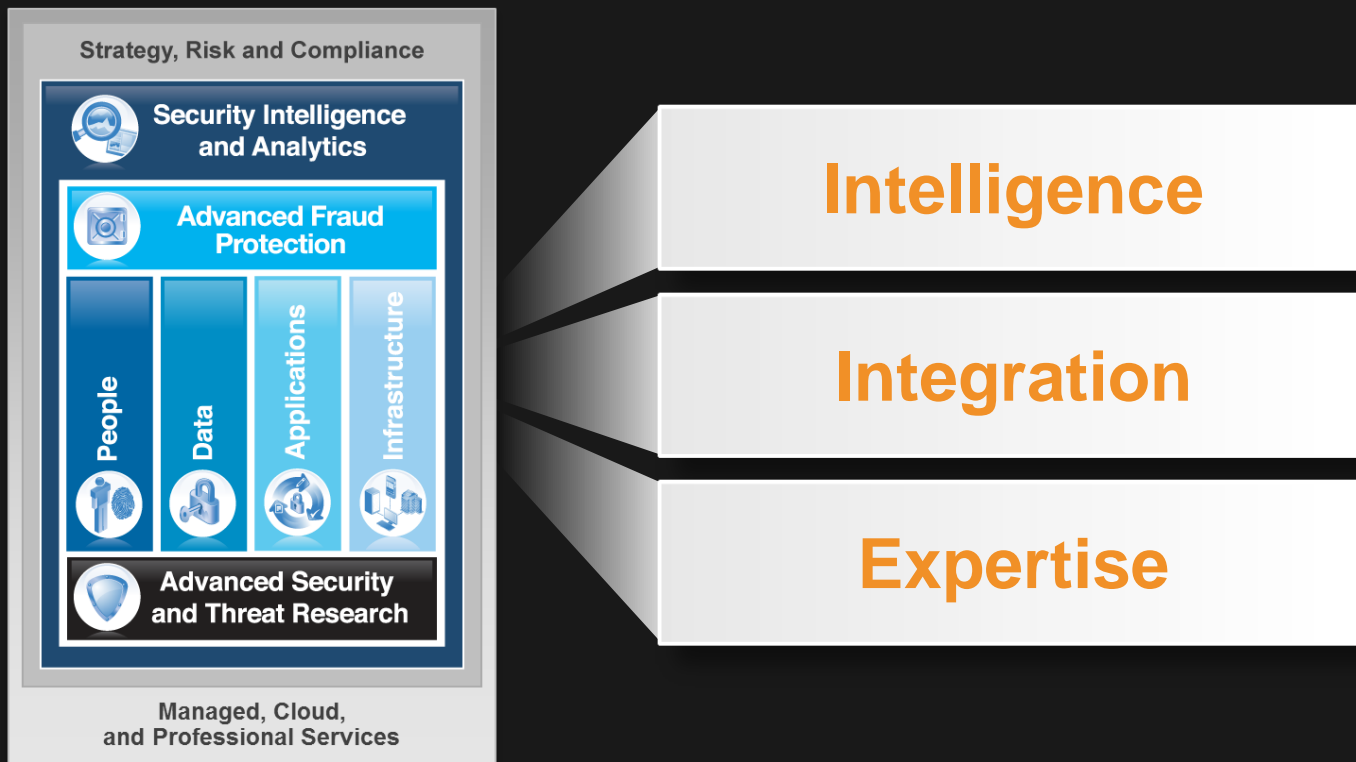 Strategy, Risk and Compliance
Security Intelligence
and Analytics
Advanced Fraud
Protection
People
Data
Applications
Infrastructure
Advanced Security
and Threat Research
Managed, Cloud,
and Professional Services
Intelligence
Integration
Expertise